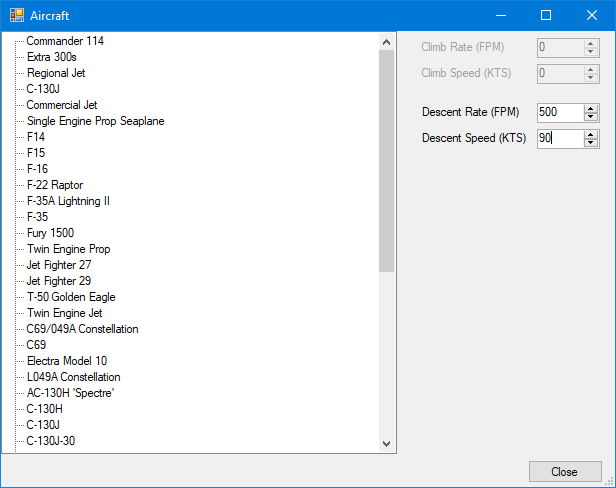 Aircraft
Commander 114
Extra 300s
Regional Jet
C-130J
Commercial Jet
Single Engine Prop Seaplane
F14
F15
F-16
F-22 Raptor
F-35A Lightning II
F-35
Fury 1500
Twin Engine Prop
Jet Fighter 27
Jet Fighter 29
T-50 Golden Eagle
Twin Engine Jet
C69/049A Constellation
C69
Electra Model 10
L049A Constellation
AC-130H 'Spectre'
C-130H
C-130J
C-130J-30
Climb Rate (FPM) 0
Climb Speed (KTS) 0
Descent Rate (FPM) 500
Descent Speed (KTS) 90
Close